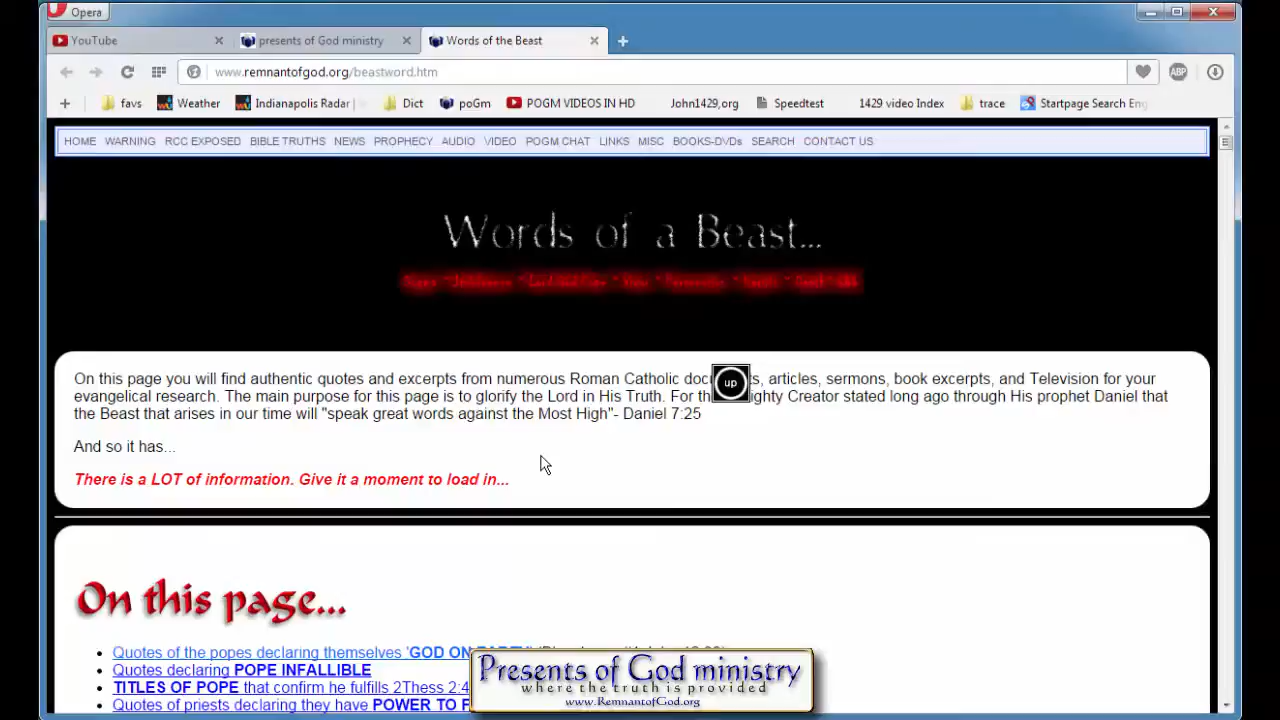 Opera
YouTube
presents of God ministry
Words of the Beast
www.remnantofgod.org/beastword.htm
ABP
favs Weather Indianapolis Radar | Dict poGm POGM VIDEOS IN HD John1429,org Speedtest 1429 video Index trace Startpage Search Eng
HOME WARNING RCC EXPOSED BIBLE TRUTHS NEWS PROPHECY AUDIO VIDEO POGM CHAT LINKS MISC BOOKS-DVDs SEARCH CONTACT US
Words of a Beast...
On this page you will find authentic quotes and excerpts from numerous Roman Catholic doc s, articles, sermons, book excerpts, and Television for your
up
evangelical research. The main purpose for this page is to glorify the Lord in His Truth. For th ighty Creator stated long ago through His prophet Daniel that
the Beast that arises in our time will "speak great words against the Most High"- Daniel 7:25
And so it has...
There is a LOT of information. Give it a moment to load in...
On this page...
Quotes of the popes declaring themselves 'GOD ON
Quotes declaring POPE INFALLIBLE
TITLES OF POPE that confirm he fulfills 2Thess 2:4
Quotes of priests declaring they have POWER TO
Presents of God ministry
where the truth is provided
www.RemnantofGod.org